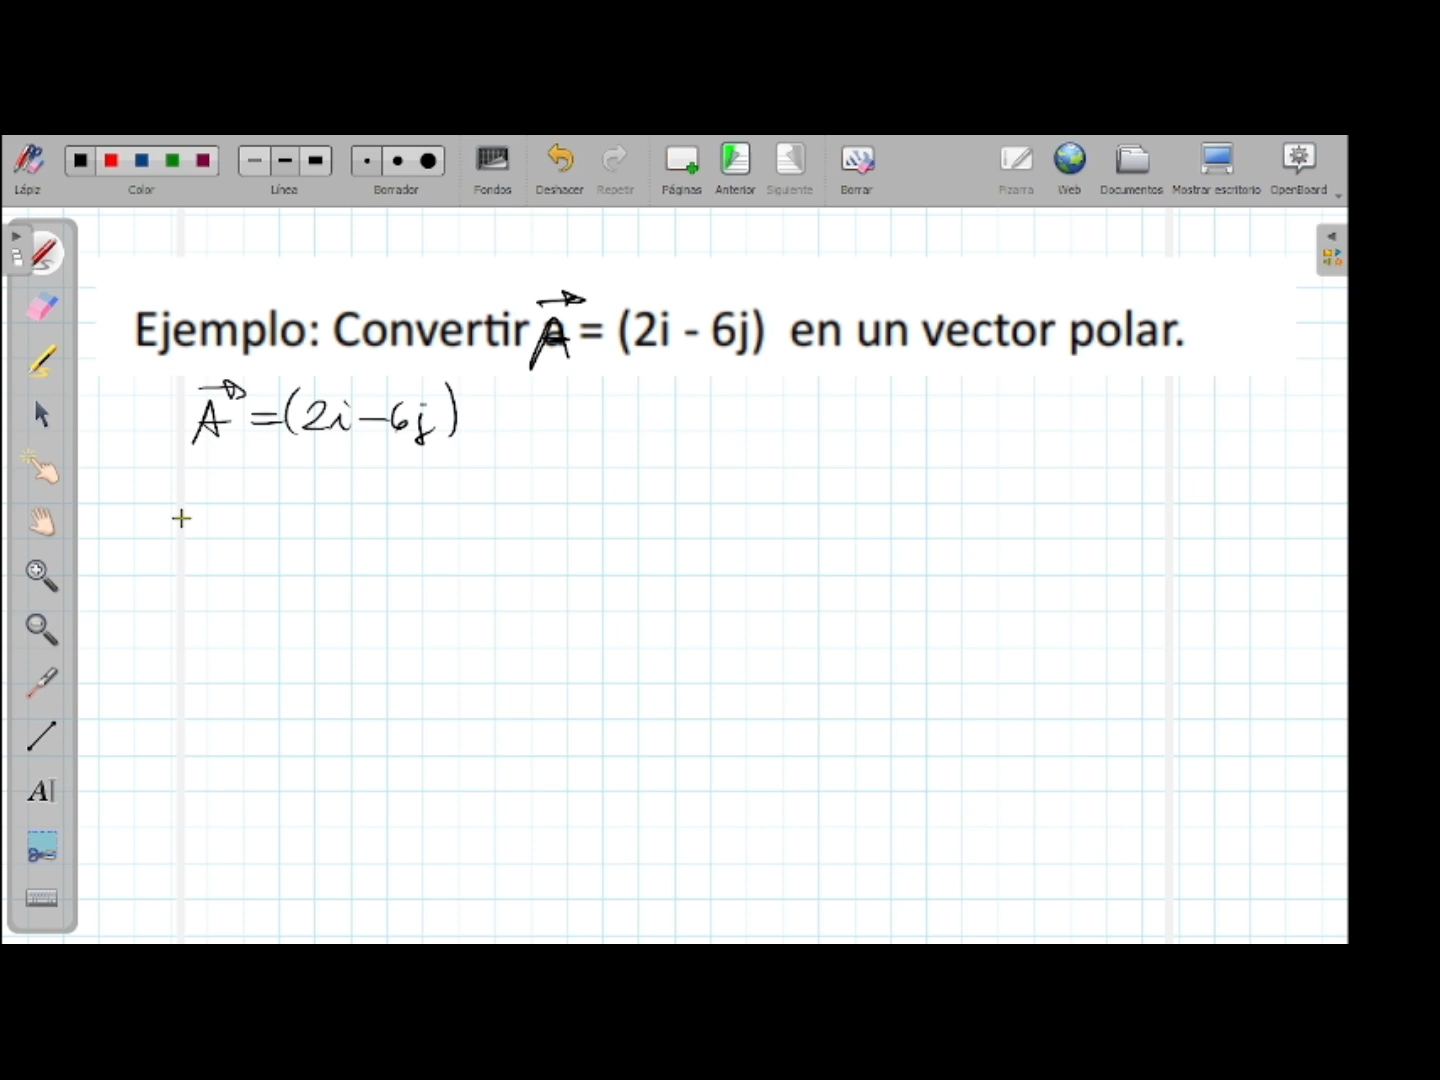 Lápiz Color Línea Borrador Fondos Deshacer Repetir Páginas Anterior Siguiente Borrar Pizarra Web Documentos Mostrar escritorio OpenBoard
Ejemplo: Convertir A = (2i - 6j) en un vector polar.
A = (2i - 6j)